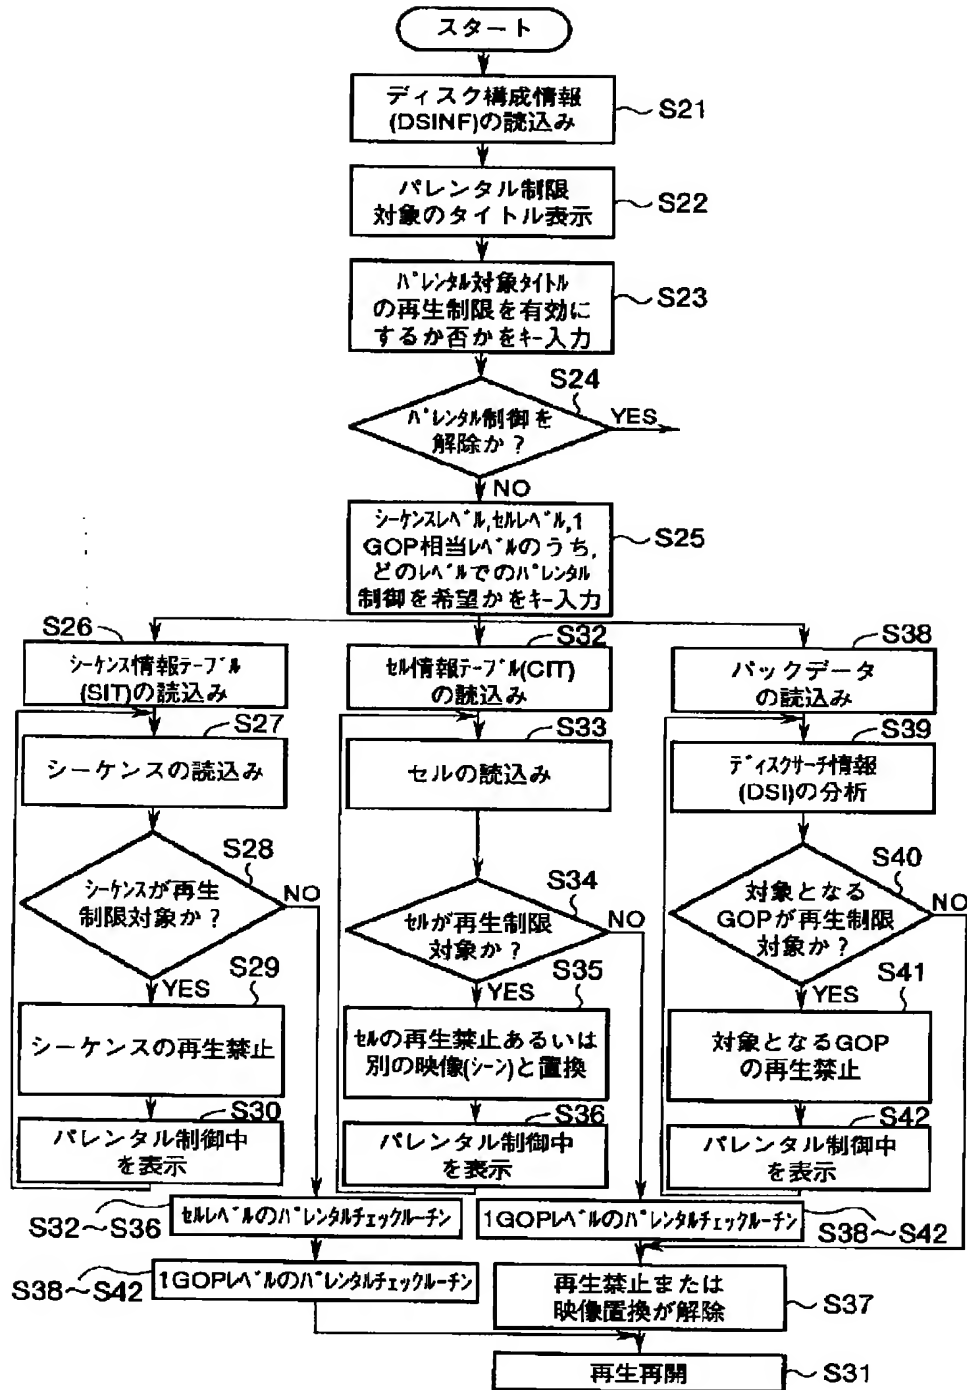 スタート
ディスク構成情報
(DSINF)の読込み
S21
パレンタル制限
対象のタイトル表示
S22
パレンタル対象タイトル
の再生制限を有効に
するか否かをキー入力
S23
S24
パレンタル制御を
解除か?
YES
NO
シーケンスレベル,セルレベル,1
GOP相当レベルのうち,
どのレベルでのパレンタル
制御を希望かをキー入力
S25
S26
シーケンス情報テーブル
(SIT)の読込み
S27
シーケンスの読込み
S28
シーケンスが再生
制限対象か?
NO
YES
S29
シーケンスの再生禁止
S30
パレンタル制御中
を表示
S32
セル情報テーブル(CIT)
の読込み
S33
セルの読込み
S34
セルが再生制限
対象か?
NO
YES
S35
セルの再生禁止あるいは
別の映像(シーン)と置換
S36
パレンタル制御中
を表示
S38
パックデータ
の読込み
S39
ディスクサーチ情報
(DSI)の分析
S40
対象となる
GOPが再生制限
対象か?
NO
YES
S41
対象となるGOP
の再生禁止
S42
パレンタル制御中
を表示
S32~S36
セルレベルのパレンタルチェックルーチン
1GOPレベルのパレンタルチェックルーチン
S38~S42
S38~S42
1GOPレベルのパレンタルチェックルーチン
再生禁止または
映像置換が解除
S37
再生再開
S31